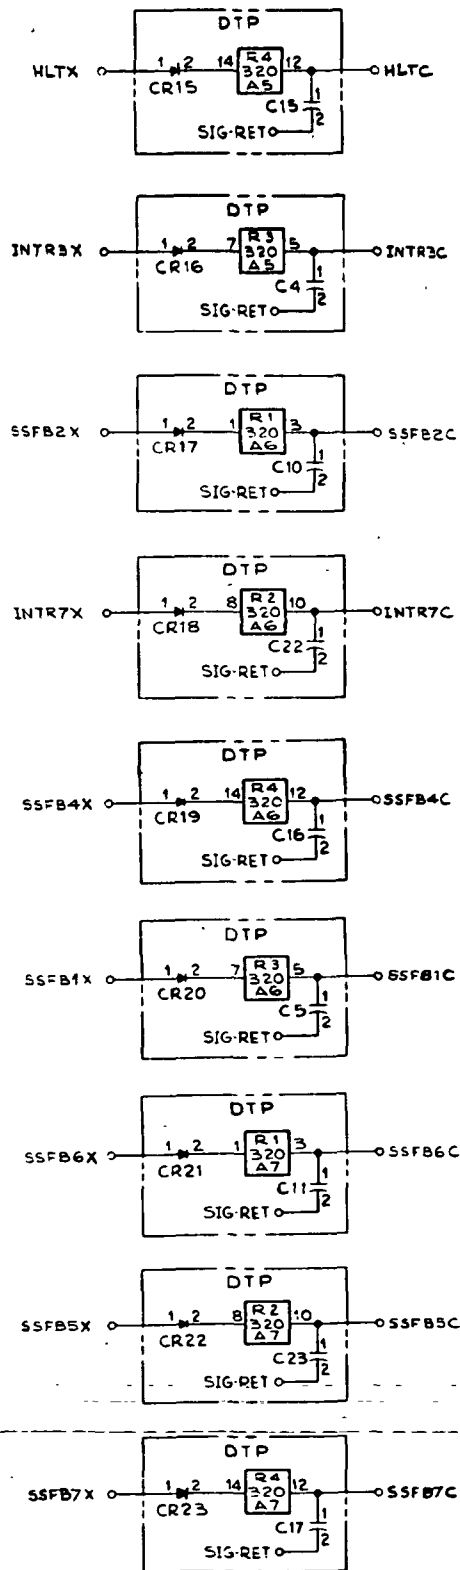 DTP
HLTX 1 2 14 R4 12 HLTC
CR15 320 C15 1
A5 2
SIG-RET
DTP
INTR3X 1 2 7 R3 5 INTR3C
CR16 320 C4 1
A5 2
SIG-RET
DTP
SSFB2X 1 2 1 R1 3 SSFB2C
CR17 320 C10 1
A6 2
SIG-RET
DTP
INTR7X 1 2 8 R2 10 INTR7C
CR18 320 C22 1
A6 2
SIG-RET
DTP
SSFB4X 1 2 14 R4 12 SSFB4C
CR19 320 C16 1
A6 2
SIG-RET
DTP
SSFB1X 1 2 7 R3 5 SSFB1C
CR20 320 C5 1
A6 2
SIG-RET
DTP
SSFB6X 1 2 1 R1 3 SSFB6C
CR21 320 C11 1
A7 2
SIG-RET
DTP
SSFB5X 1 2 8 R2 10 SSFB5C
CR22 320 C23 1
A7 2
SIG-RET
DTP
SSFB7X 1 2 14 R4 12 SSFB7C
CR23 320 C17 1
A7 2
SIG-RET